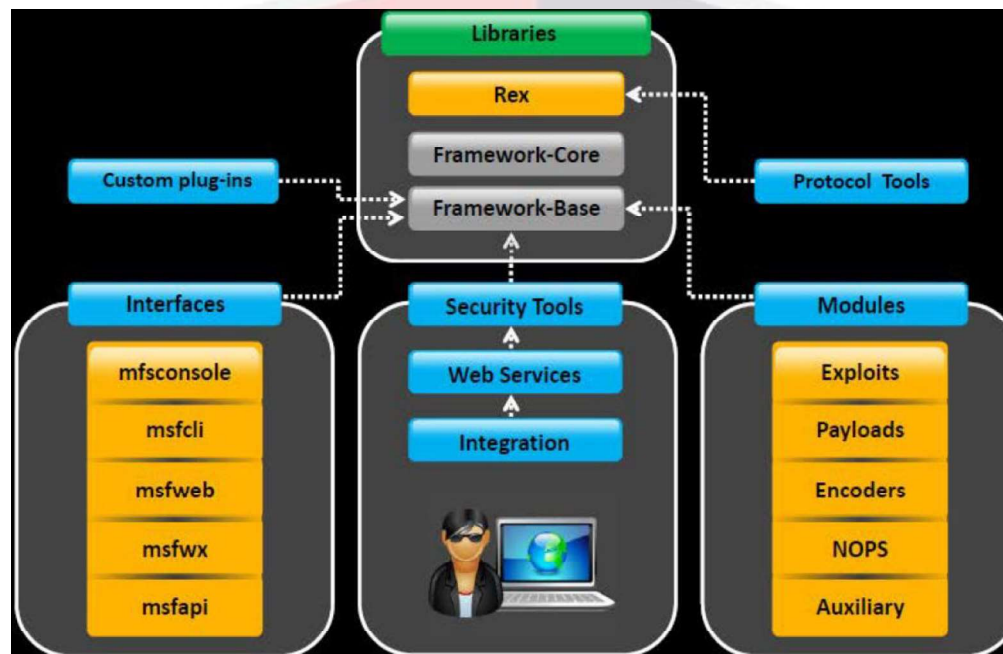 Libraries
Rex
Framework-Core
Custom plug-ins
Protocol Tools
Framework-Base
Interfaces
Security Tools
Modules
mfsconsole
Web Services
Exploits
msfcli
Integration
Payloads
msfweb
Encoders
msfwx
NOPS
msfapi
Auxiliary